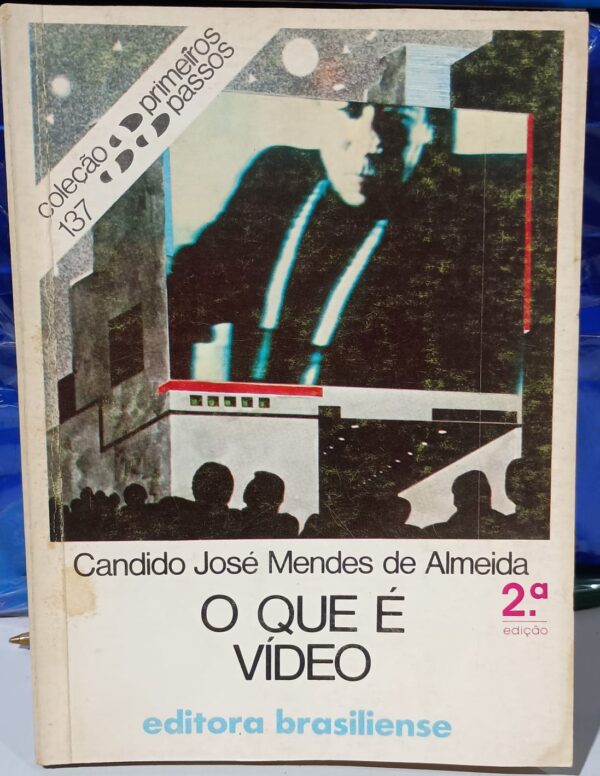 coleção primeiros
137 passos
Candido José Mendes de Almeida
2.ª
edição
O QUE É
VÍDEO
editora brasiliense